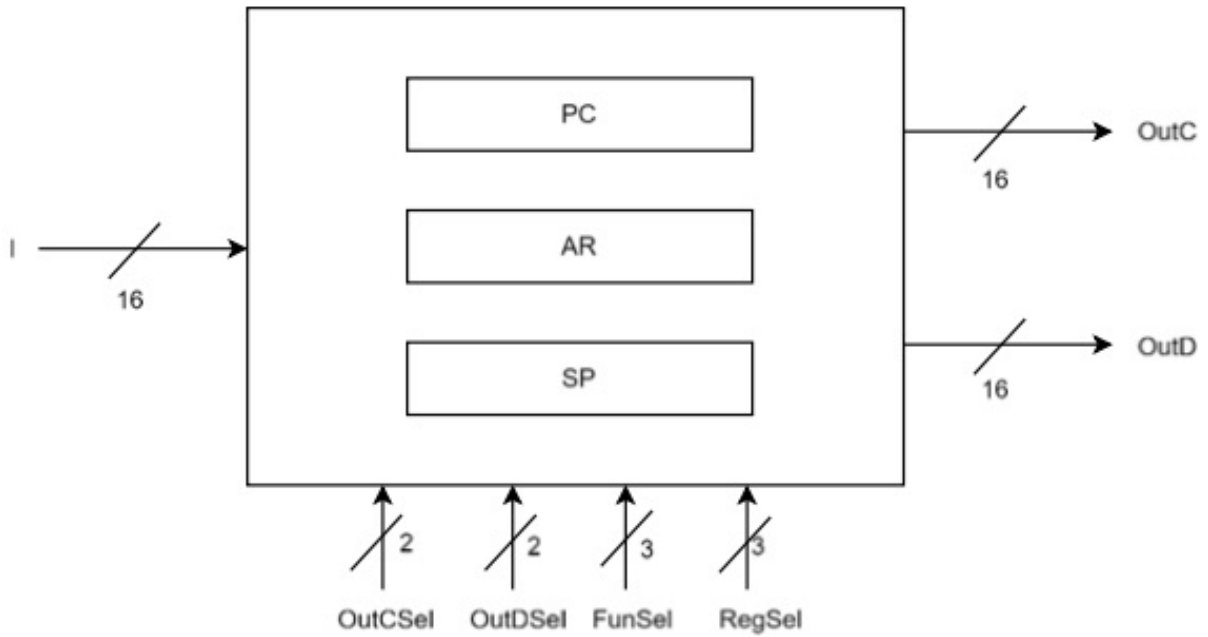 PC
OutC
16
AR
I
16
OutD
SP
16
2
2
3
3
OutCSel
OutDSel
FunSel
RegSel